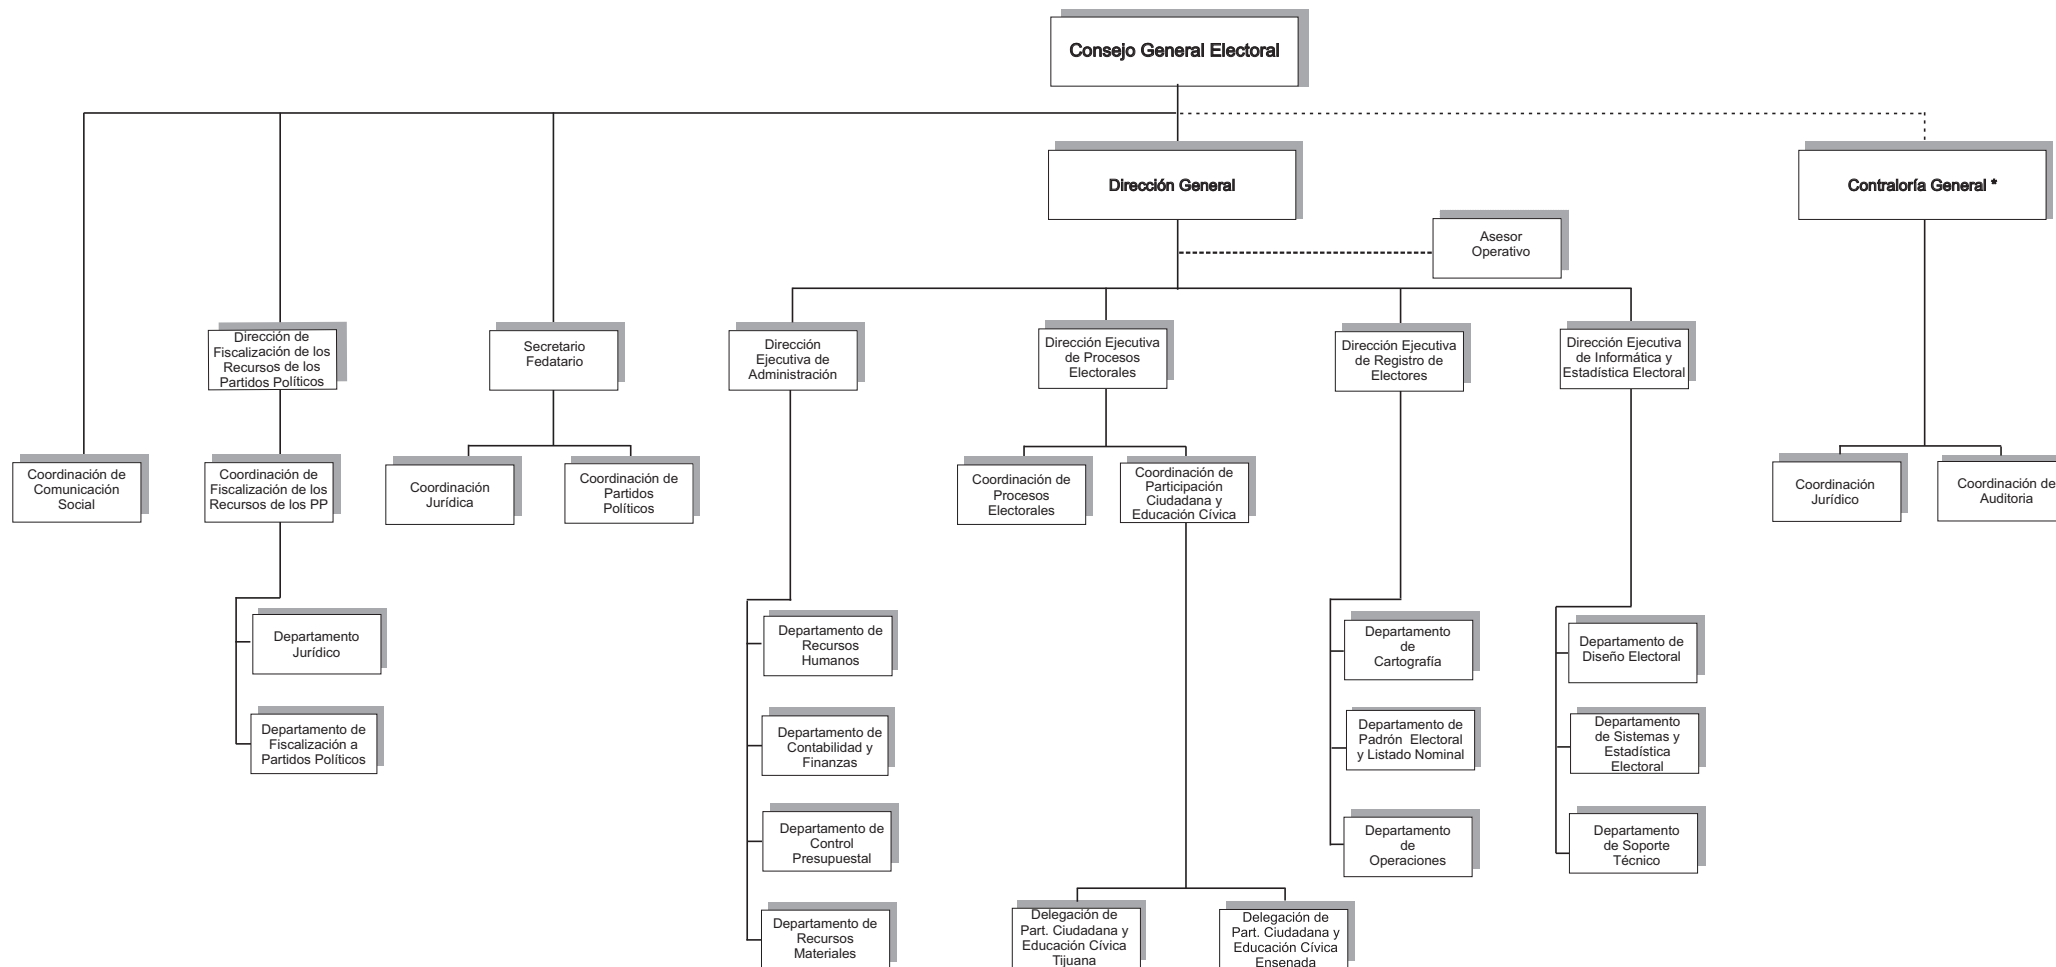 Consejo General Electoral
Dirección General
Contraloría General *
Asesor
Operativo
Dirección de
Fiscalización de los
Recursos de los
Partidos Políticos
Secretario
Fedatario
Dirección
Ejecutiva de
Administración
Dirección Ejecutiva
de Procesos
Electorales
Dirección Ejecutiva
de Registro de
Electores
Dirección Ejecutiva
de Informática y
Estadística Electoral
Coordinación de
Comunicación
Social
Coordinación de
Fiscalización de los
Recursos de los PP
Coordinación
Jurídica
Coordinación de
Partidos
Políticos
Coordinación de
Procesos
Electorales
Coordinación de
Participación
Ciudadana y
Educación Cívica
Coordinación
Jurídico
Coordinación de
Auditoria
Departamento
Jurídico
Departamento de
Fiscalización a
Partidos Políticos
Departamento de
Recursos
Humanos
Departamento de
Contabilidad y
Finanzas
Departamento de
Control
Presupuestal
Departamento de
Recursos
Materiales
Delegación de
Part. Ciudadana y
Educación Cívica
Tijuana
Delegación de
Part. Ciudadana y
Educación Cívica
Ensenada
Departamento
de
Cartografía
Departamento de
Padrón Electoral
y Listado Nominal
Departamento
de
Operaciones
Departamento de
Diseño Electoral
Departamento
de Sistemas y
Estadística
Electoral
Departamento
de Soporte
Técnico